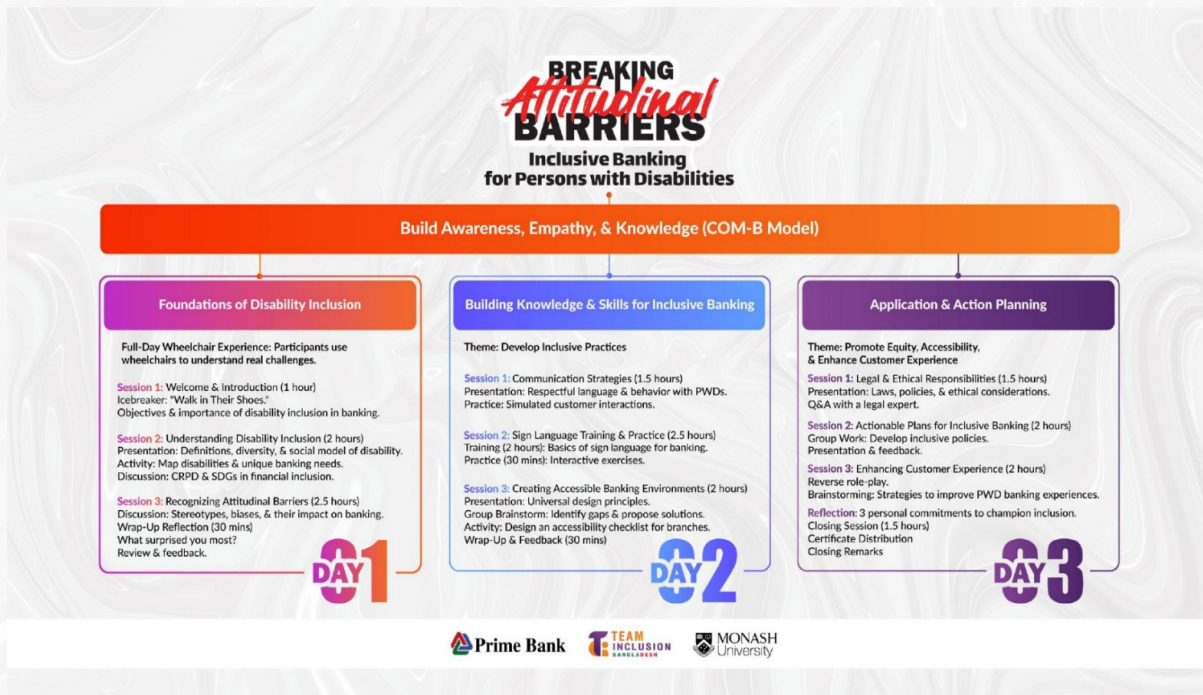 BREAKING
Attitudinal
BARRIERS
Inclusive Banking
for Persons with Disabilities
Build Awareness, Empathy, & Knowledge (COM-B Model)
Foundations of Disability Inclusion
Full-Day Wheelchair Experience: Participants use
wheelchairs to understand real challenges.
Session 1: Welcome & Introduction (1 hour)
Icebreaker: "Walk in Their Shoes."
Objectives & importance of disability inclusion in banking.
Session 2: Understanding Disability Inclusion (2 hours)
Presentation: Definitions, diversity, & social model of disability.
Activity: Map disabilities & unique banking needs.
Discussion: CRPD & SDGs in financial inclusion.
Session 3: Recognizing Attitudinal Barriers (2.5 hours)
Discussion: Stereotypes, biases, & their impact on banking.
Wrap-Up Reflection (30 mins)
What surprised you most?
Review & feedback.
DAY 01
Building Knowledge & Skills for Inclusive Banking
Theme: Develop Inclusive Practices
Session 1: Communication Strategies (1.5 hours)
Presentation: Respectful language & behavior with PWDs.
Practice: Simulated customer interactions.
Session 2: Sign Language Training & Practice (2.5 hours)
Training (2 hours): Basics of sign language for banking.
Practice (30 mins): Interactive exercises.
Session 3: Creating Accessible Banking Environments (2 hours)
Presentation: Universal design principles.
Group Brainstorm: Identify gaps & propose solutions.
Activity: Design an accessibility checklist for branches.
Wrap-Up & Feedback (30 mins)
DAY 02
Application & Action Planning
Theme: Promote Equity, Accessibility,
& Enhance Customer Experience
Session 1: Legal & Ethical Responsibilities (1.5 hours)
Presentation: Laws, policies, & ethical considerations.
Q&A with a legal expert.
Session 2: Actionable Plans for Inclusive Banking (2 hours)
Group Work: Develop inclusive policies.
Presentation & feedback.
Session 3: Enhancing Customer Experience (2 hours)
Reverse role-play.
Brainstorming: Strategies to improve PWD banking experiences.
Reflection: 3 personal commitments to champion inclusion.
Closing Session (1.5 hours)
Certificate Distribution
Closing Remarks
DAY 03
Prime Bank
TEAM
INCLUSION
BANGLADESH
MONASH
University